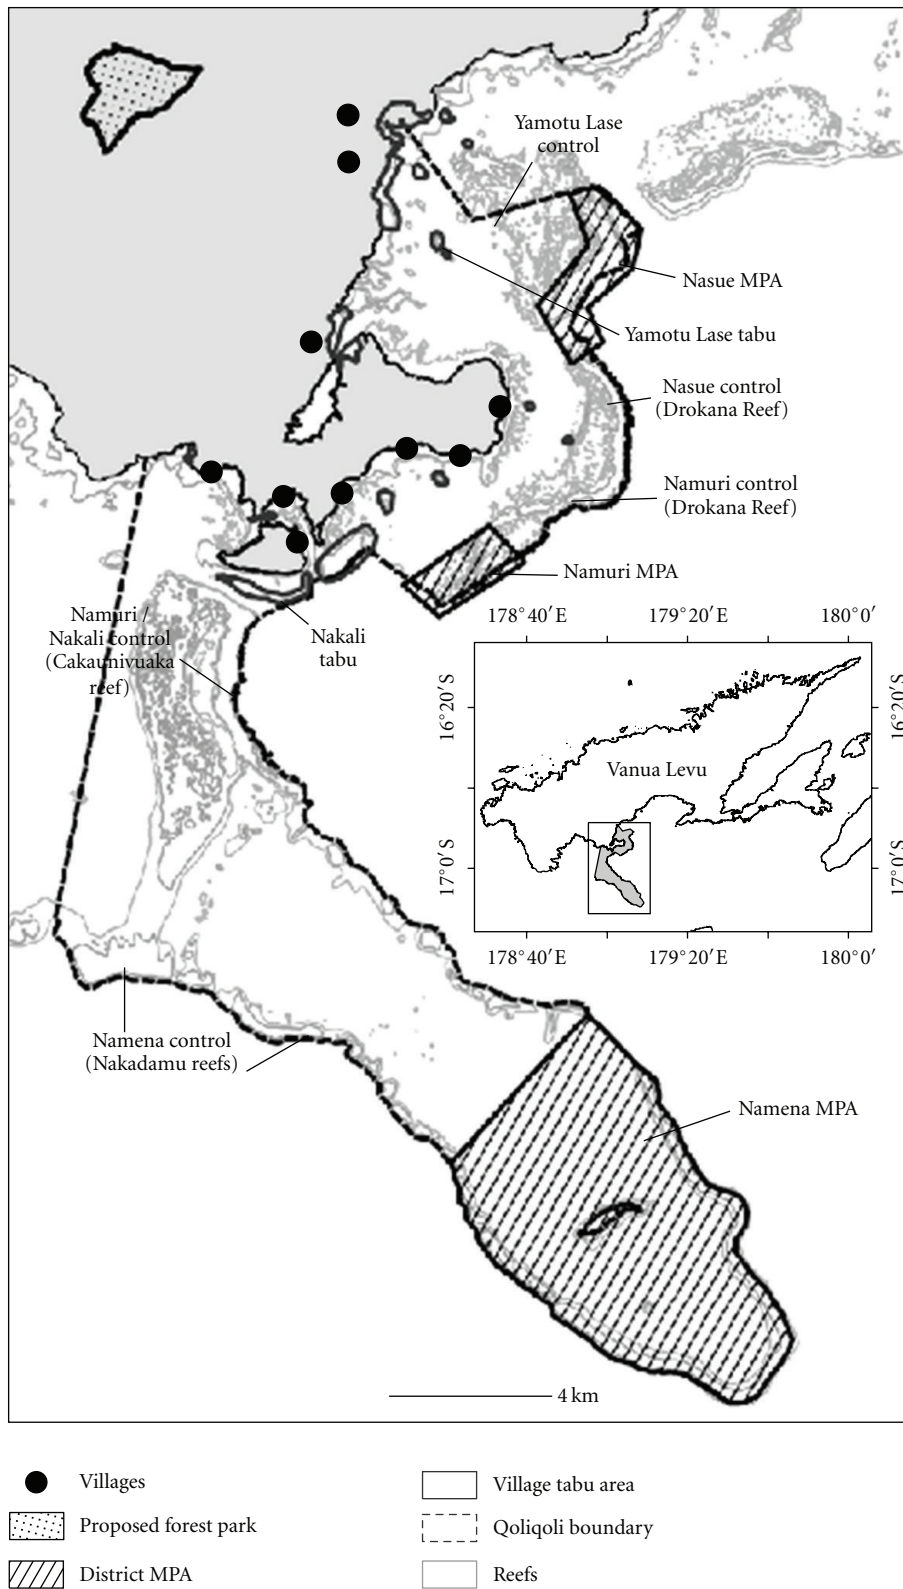 Yamotu Lase
control
Nasue MPA
Yamotu Lase tabu
Nasue control
(Drokana Reef)
Namuri control
(Drokana Reef)
Namuri MPA
Namuri /
Nakali control
(Cakaunivuaka
reef)
Nakali
tabu
178°40′E
179°20′E
180°0′
16°20′S
16°20′S
Vanua Levu
17°0′S
17°0′S
178°40′E
179°20′E
180°0′
Namena control
(Nakadamu reefs)
Namena MPA
4 km
Villages
Proposed forest park
District MPA
Village tabu area
Qoliqoli boundary
Reefs